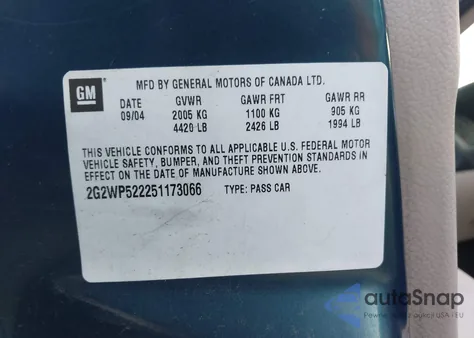 GM
MFD BY GENERAL MOTORS OF CANADA LTD.
DATE GVWR GAWR FRT GAWR RR
09/04 2005 KG 1100 KG 905 KG
4420 LB 2426 LB 1994 LB
THIS VEHICLE CONFORMS TO ALL APPLICABLE U.S. FEDERAL MOTOR
VEHICLE SAFETY, BUMPER, AND THEFT PREVENTION STANDARDS IN
EFFECT ON THE DATE OF MANUFACTURE SHOWN ABOVE.
2G2WP522251173066 TYPE: PASS CAR
autoSnap